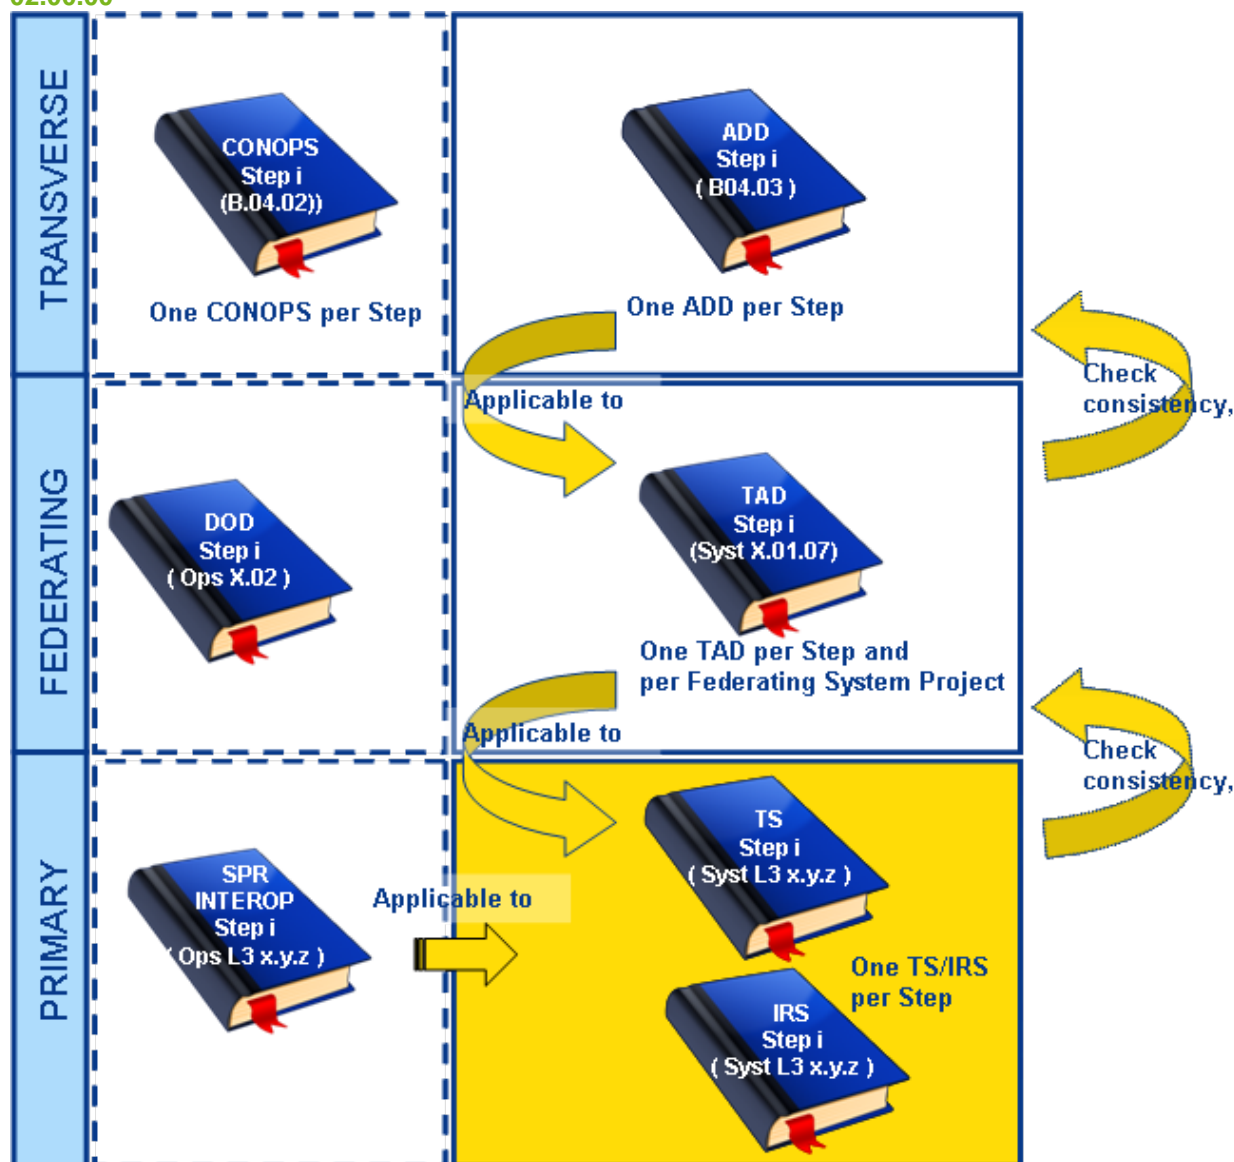 TRANSVERSE
CONOPS
Step i
(B.04.02))
One CONOPS per Step
ADD
Step i
( B04.03 )
One ADD per Step
Applicable to
Check
consistency,
FEDERATING
DOD
Step i
( Ops X.02 )
TAD
Step i
(Syst X.01.07)
One TAD per Step and
per Federating System Project
Applicable to
Check
consistency,
PRIMARY
SPR
INTEROP
Step i
( Ops L3 x.y.z )
Applicable to
TS
Step i
( Syst L3 x.y.z )
One TS/IRS
per Step
IRS
Step i
( Syst L3 x.y.z )